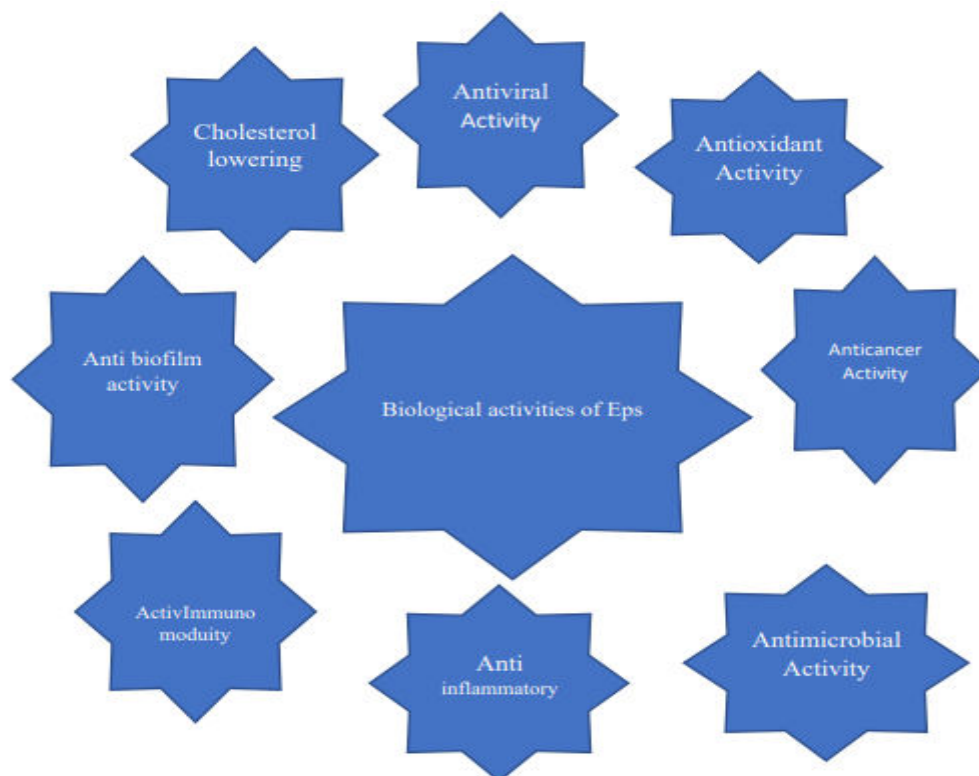 Antiviral
Activity
Cholesterol
lowering
Antioxidant
Activity
Anti biofilm
activity
Biological activities of Eps
Anticancer
Activity
ActivImmuno
moduity
Anti
inflammatory
Antimicrobial
Activity